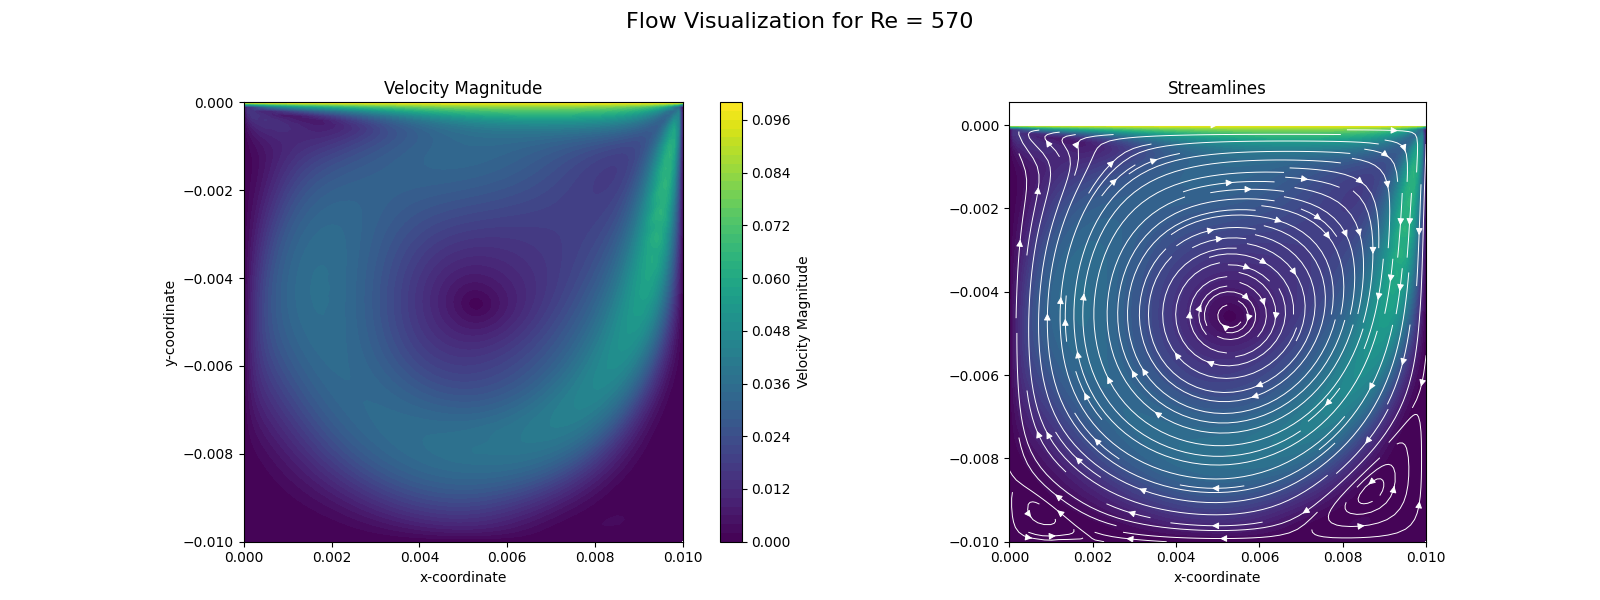 Flow Visualization for Re = 570
Velocity Magnitude
0.000
−0.002
−0.004
−0.006
−0.008
−0.010
y-coordinate
0.000 0.002 0.004 0.006 0.008 0.010
x-coordinate
0.096
0.084
0.072
0.060
0.048
0.036
0.024
0.012
0.000
Velocity Magnitude
Streamlines
0.000
−0.002
−0.004
−0.006
−0.008
−0.010
0.000 0.002 0.004 0.006 0.008 0.010
x-coordinate